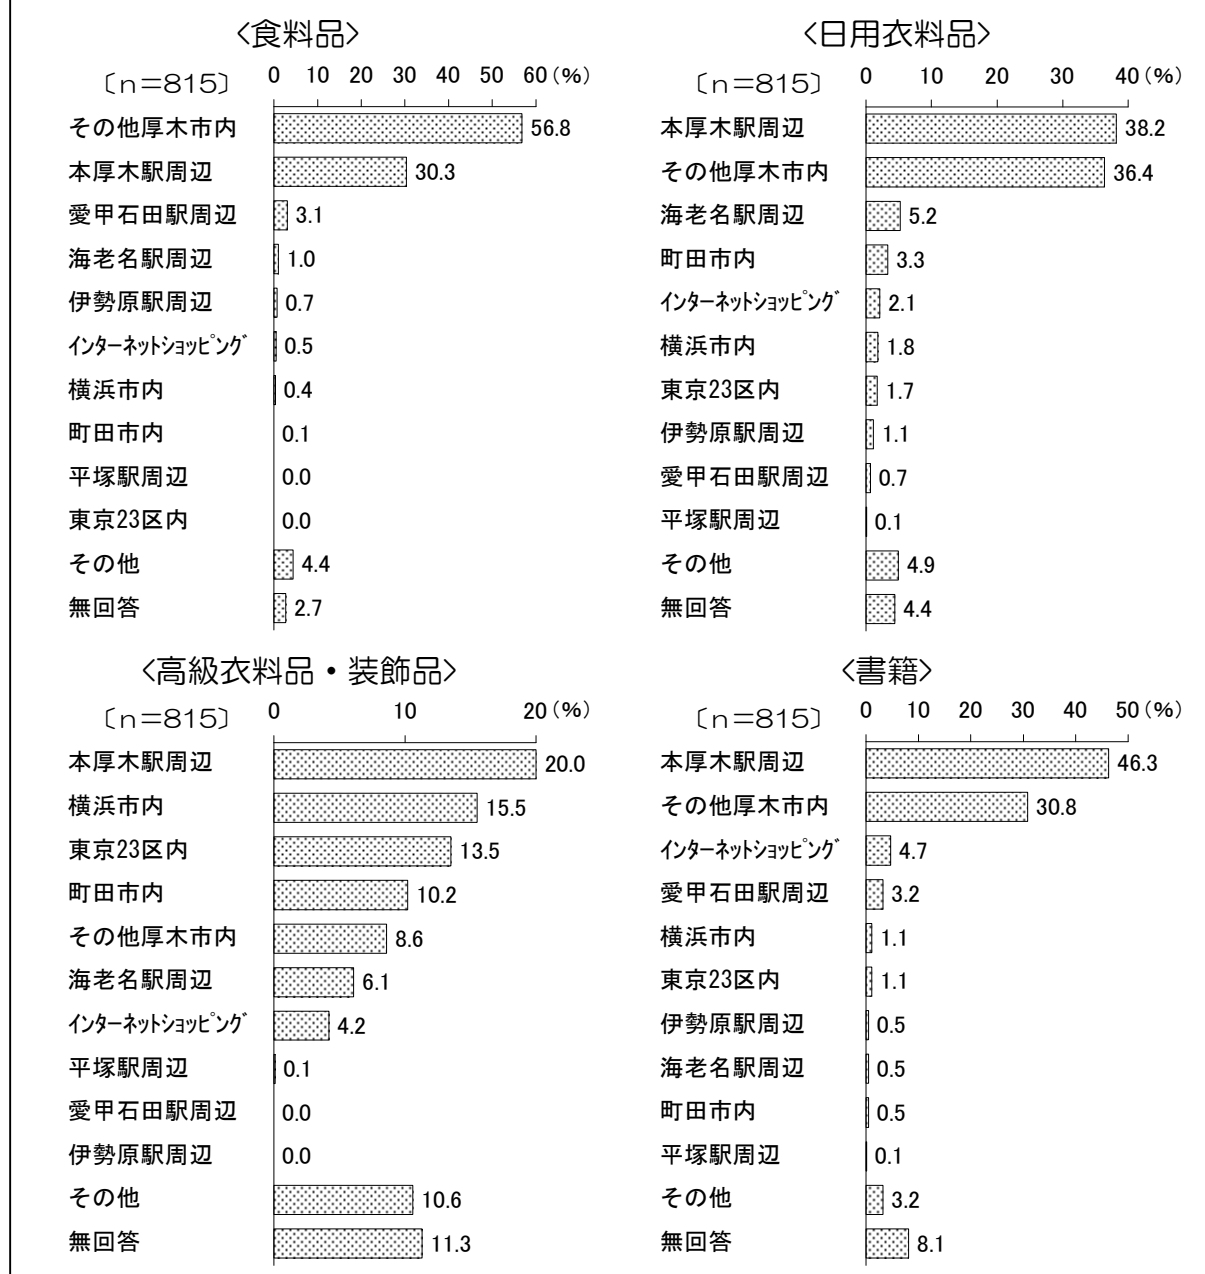 〈食料品〉
〔n＝815〕 0 10 20 30 40 50 60(%)
その他厚木市内 56.8
本厚木駅周辺 30.3
愛甲石田駅周辺 3.1
海老名駅周辺 1.0
伊勢原駅周辺 0.7
ｲﾝﾀｰﾈｯﾄｼｮｯﾋﾟﾝｸﾞ 0.5
横浜市内 0.4
町田市内 0.1
平塚駅周辺 0.0
東京23区内 0.0
その他 4.4
無回答 2.7
〈日用衣料品〉
〔n＝815〕 0 10 20 30 40(%)
本厚木駅周辺 38.2
その他厚木市内 36.4
海老名駅周辺 5.2
町田市内 3.3
ｲﾝﾀｰﾈｯﾄｼｮｯﾋﾟﾝｸﾞ 2.1
横浜市内 1.8
東京23区内 1.7
伊勢原駅周辺 1.1
愛甲石田駅周辺 0.7
平塚駅周辺 0.1
その他 4.9
無回答 4.4
〈高級衣料品・装飾品〉
〔n＝815〕 0 10 20(%)
本厚木駅周辺 20.0
横浜市内 15.5
東京23区内 13.5
町田市内 10.2
その他厚木市内 8.6
海老名駅周辺 6.1
ｲﾝﾀｰﾈｯﾄｼｮｯﾋﾟﾝｸﾞ 4.2
平塚駅周辺 0.1
愛甲石田駅周辺 0.0
伊勢原駅周辺 0.0
その他 10.6
無回答 11.3
〈書籍〉
〔n＝815〕 0 10 20 30 40 50(%)
本厚木駅周辺 46.3
その他厚木市内 30.8
ｲﾝﾀｰﾈｯﾄｼｮｯﾋﾟﾝｸﾞ 4.7
愛甲石田駅周辺 3.2
横浜市内 1.1
東京23区内 1.1
伊勢原駅周辺 0.5
海老名駅周辺 0.5
町田市内 0.5
平塚駅周辺 0.1
その他 3.2
無回答 8.1